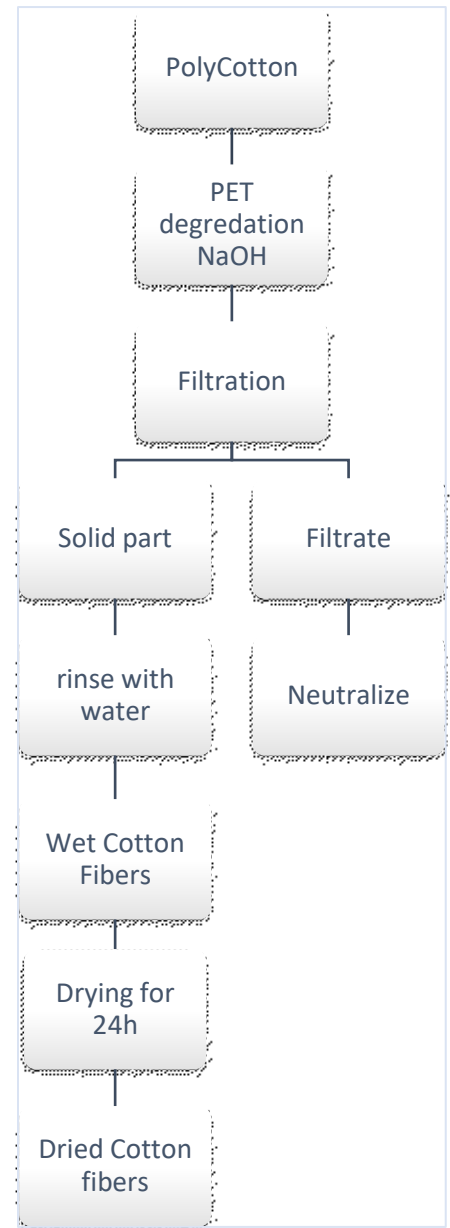 PolyCotton
PET
degredation
NaOH
Filtration
Solid part
Filtrate
rinse with
water
Neutralize
Wet Cotton
Fibers
Drying for
24h
Dried Cotton
fibers